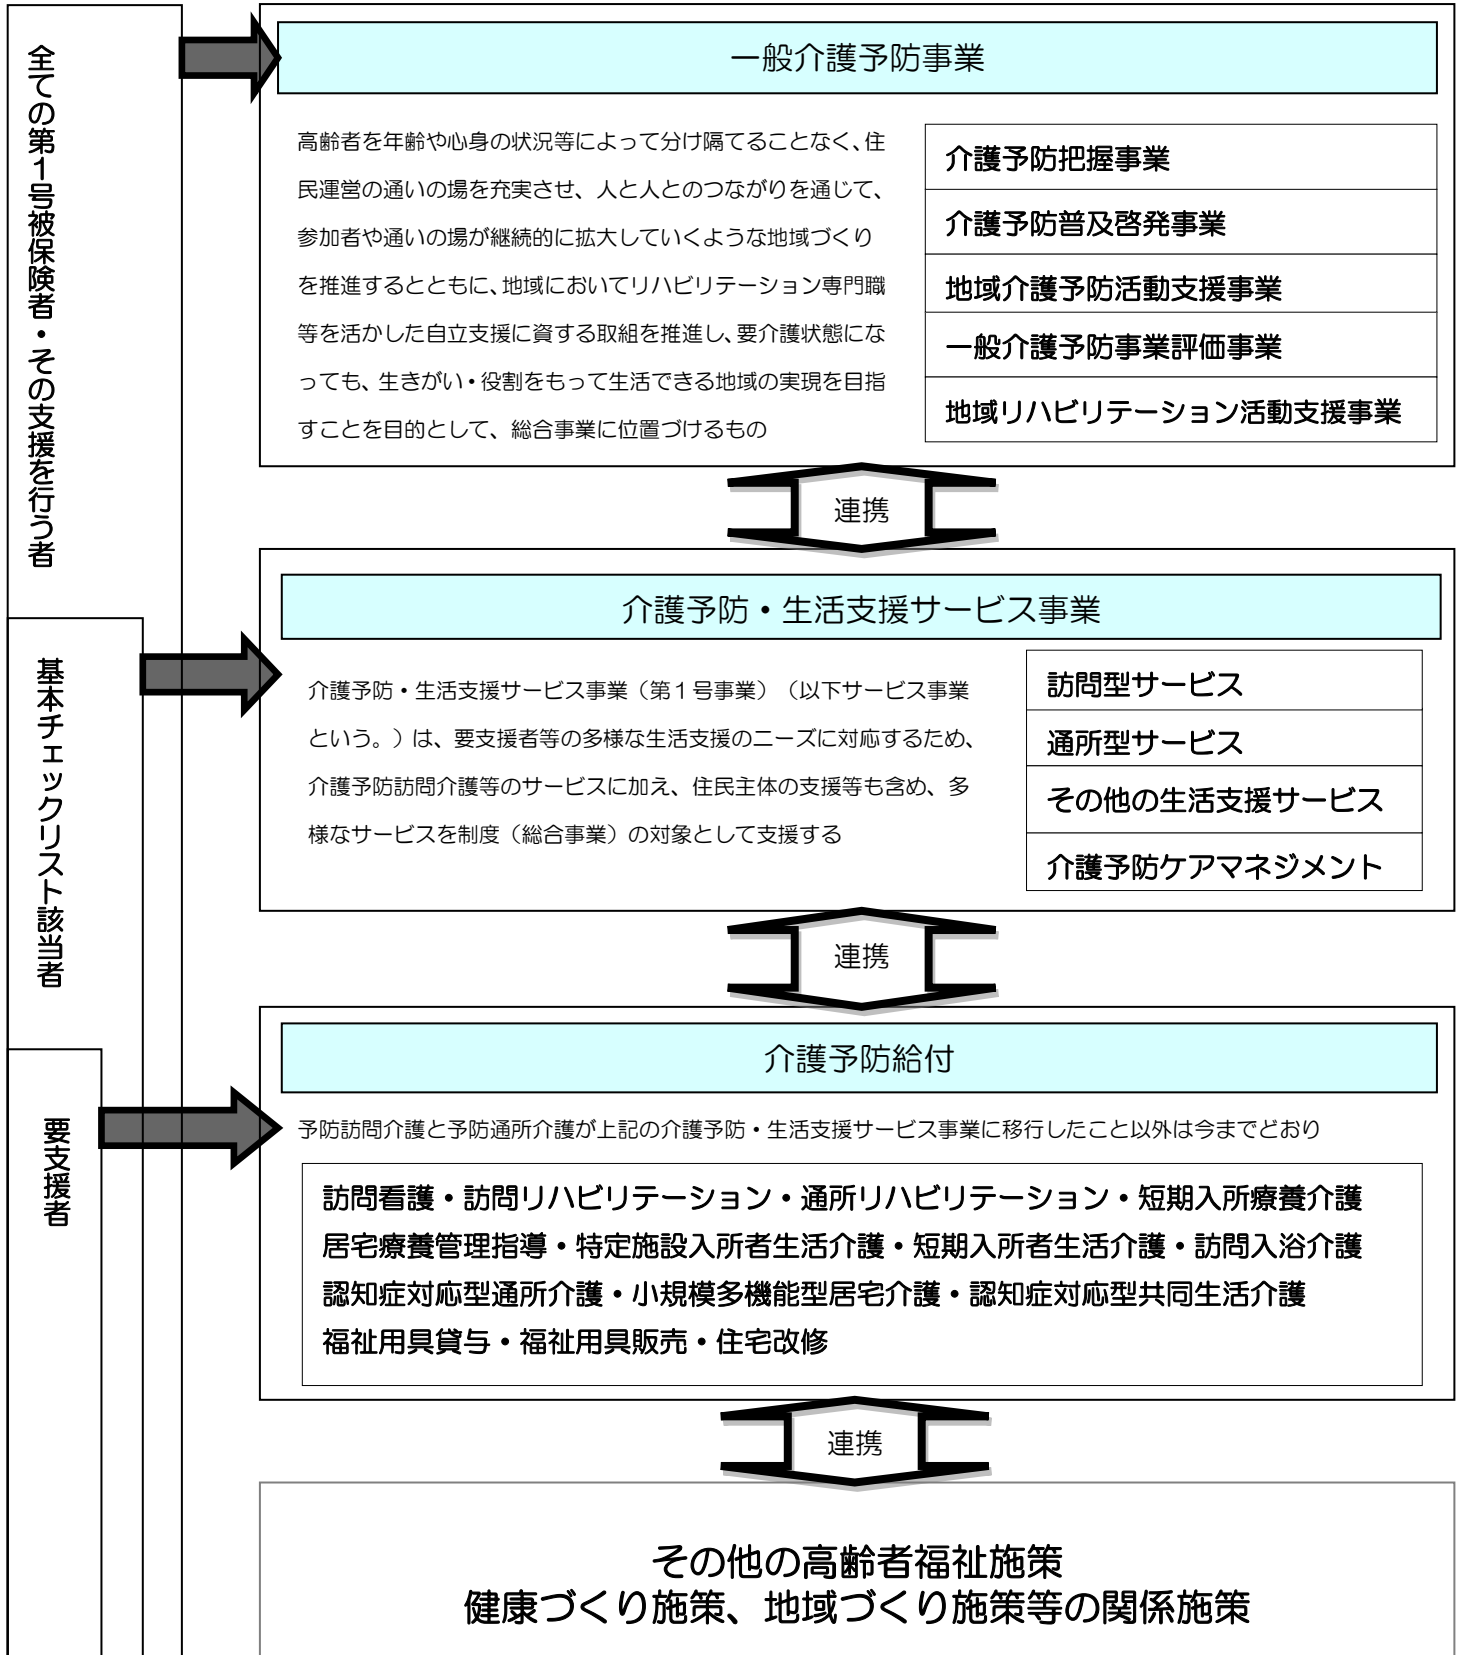 全ての第1号被保険者・その支援を行う者
一般介護予防事業
高齢者を年齢や心身の状況等によって分け隔てることなく、住
民運営の通いの場を充実させ、人と人とのつながりを通じて、
参加者や通いの場が継続的に拡大していくような地域づくり
を推進するとともに、地域においてリハビリテーション専門職
等を活かした自立支援に資する取組を推進し、要介護状態にな
っても、生きがい・役割をもって生活できる地域の実現を目指
すことを目的として、総合事業に位置づけるもの
介護予防把握事業
介護予防普及啓発事業
地域介護予防活動支援事業
一般介護予防事業評価事業
地域リハビリテーション活動支援事業
連携
基本チェックリスト該当者
介護予防・生活支援サービス事業
介護予防・生活支援サービス事業（第1号事業）（以下サービス事業
という。）は、要支援者等の多様な生活支援のニーズに対応するため、
介護予防訪問介護等のサービスに加え、住民主体の支援等も含め、多
様なサービスを制度（総合事業）の対象として支援する
訪問型サービス
通所型サービス
その他の生活支援サービス
介護予防ケアマネジメント
連携
要支援者
介護予防給付
予防訪問介護と予防通所介護が上記の介護予防・生活支援サービス事業に移行したこと以外は今までどおり
訪問看護・訪問リハビリテーション・通所リハビリテーション・短期入所療養介護
居宅療養管理指導・特定施設入所者生活介護・短期入所者生活介護・訪問入浴介護
認知症対応型通所介護・小規模多機能型居宅介護・認知症対応型共同生活介護
福祉用具貸与・福祉用具販売・住宅改修
連携
その他の高齢者福祉施策
健康づくり施策、地域づくり施策等の関係施策